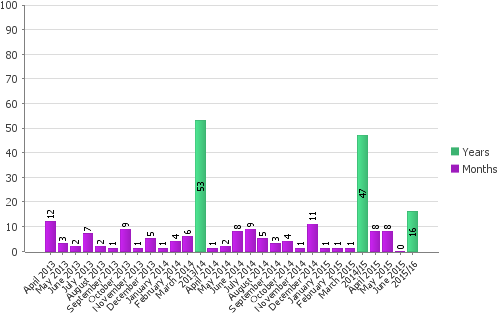 100
90
80
70
60
50
40
30
20
10
0
12
3
2
7
2
1
9
1
5
1
4
6
53
1
2
8
9
5
3
4
1
11
1
1
1
47
8
8
0
16
April 2013
May 2013
June 2013
July 2013
August 2013
September 2013
October 2013
November 2013
December 2013
January 2014
February 2014
March 2014
2013/14
April 2014
May 2014
June 2014
July 2014
August 2014
September 2014
October 2014
November 2014
December 2014
January 2015
February 2015
March 2015
2014/15
April 2015
May 2015
June 2015
2015/16
Years
Months